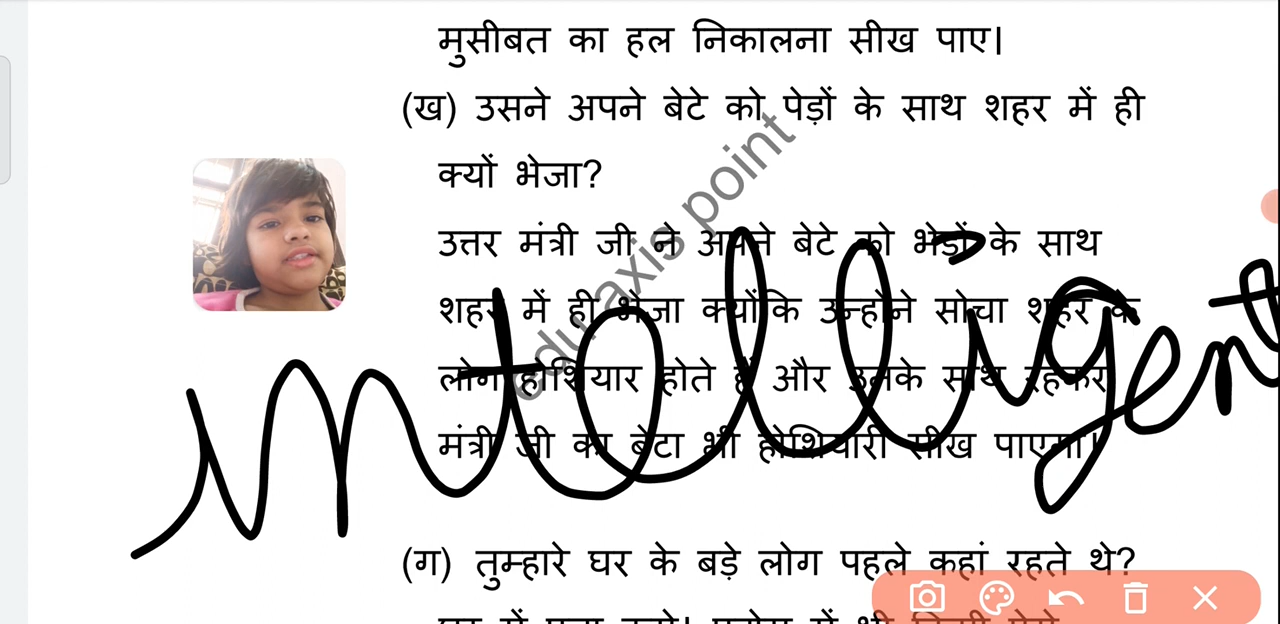 मुसीबत का हल निकालना सीख पाए।
(ख) उसने अपने बेटे को पेड़ों के साथ शहर में ही
क्यों भेजा?
उत्तर मंत्री जी ने अपने बेटे को भेडों के साथ
शहर में ही भेजा क्योंकि उन्होंने सोचा शहर के
लोग होशियार होते हैं और उनके साथ रहकर
मंत्री जी का बेटा भी होशियारी सीख पाएगा।
intelligent
(ग) तुम्हारे घर के बड़े लोग पहले कहां रहते थे?
edu axis point